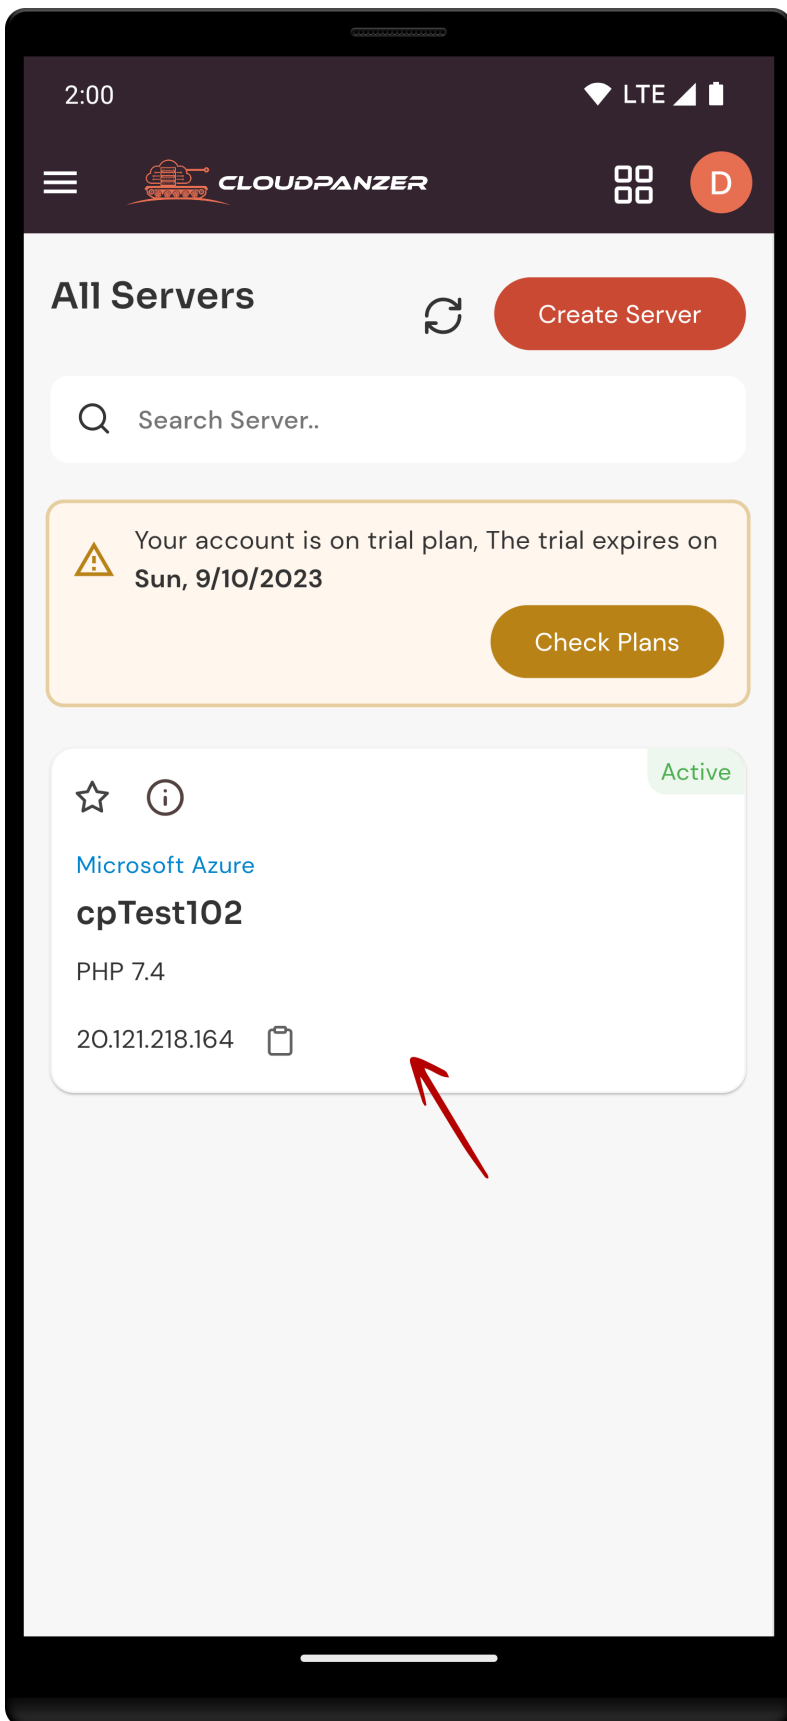 2:00
LTE
CLOUDPANZER
D
All Servers
Create Server
Search Server..
Your account is on trial plan, The trial expires on
Sun, 9/10/2023
Check Plans
Active
Microsoft Azure
cpTest102
PHP 7.4
20.121.218.164